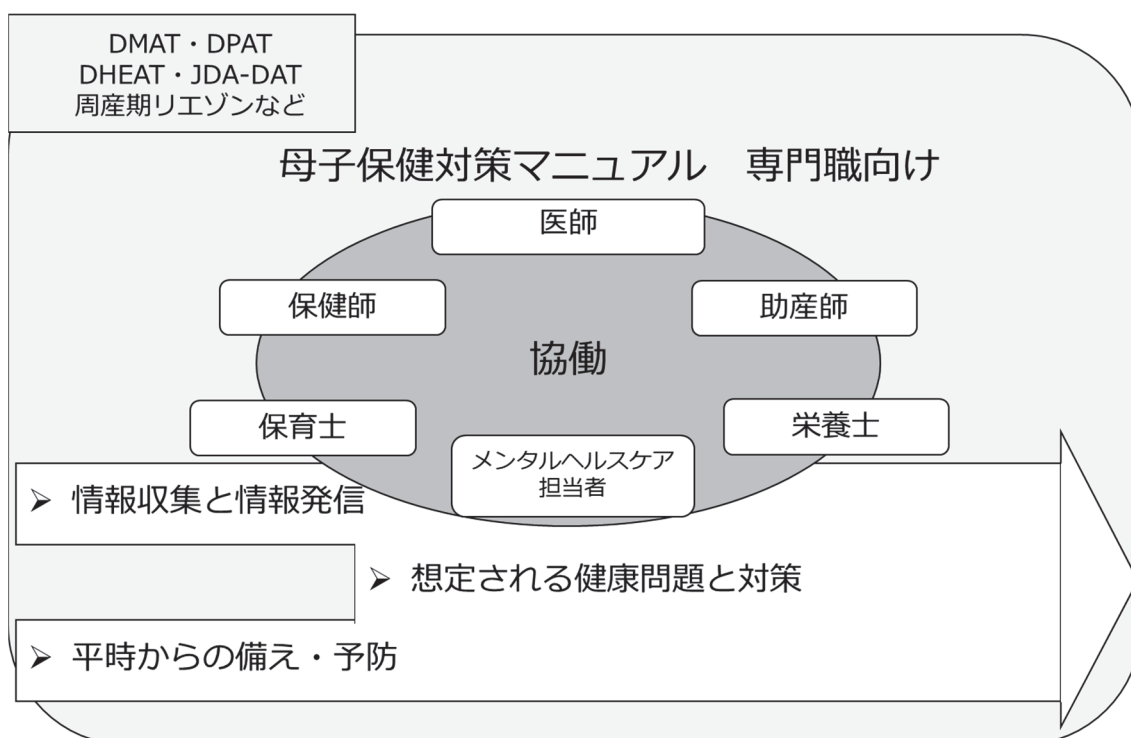 DMAT・DPAT
DHEAT・JDA-DAT
周産期リエゾンなど
母子保健対策マニュアル　専門職向け
医師
保健師
助産師
協働
保育士
栄養士
メンタルヘルスケア
担当者
➢ 情報収集と情報発信
➢ 想定される健康問題と対策
➢ 平時からの備え・予防